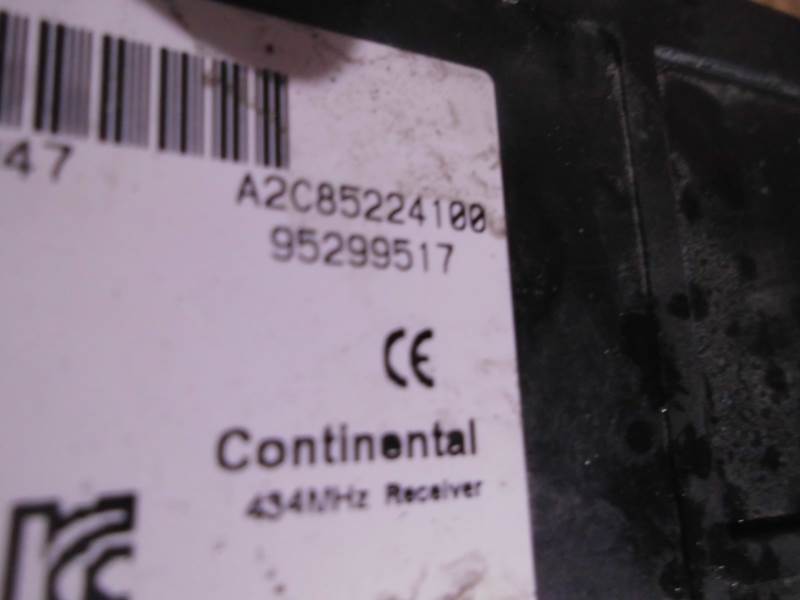 47
A2C85224100
95299517
CE
Continental
434MHz Receiver